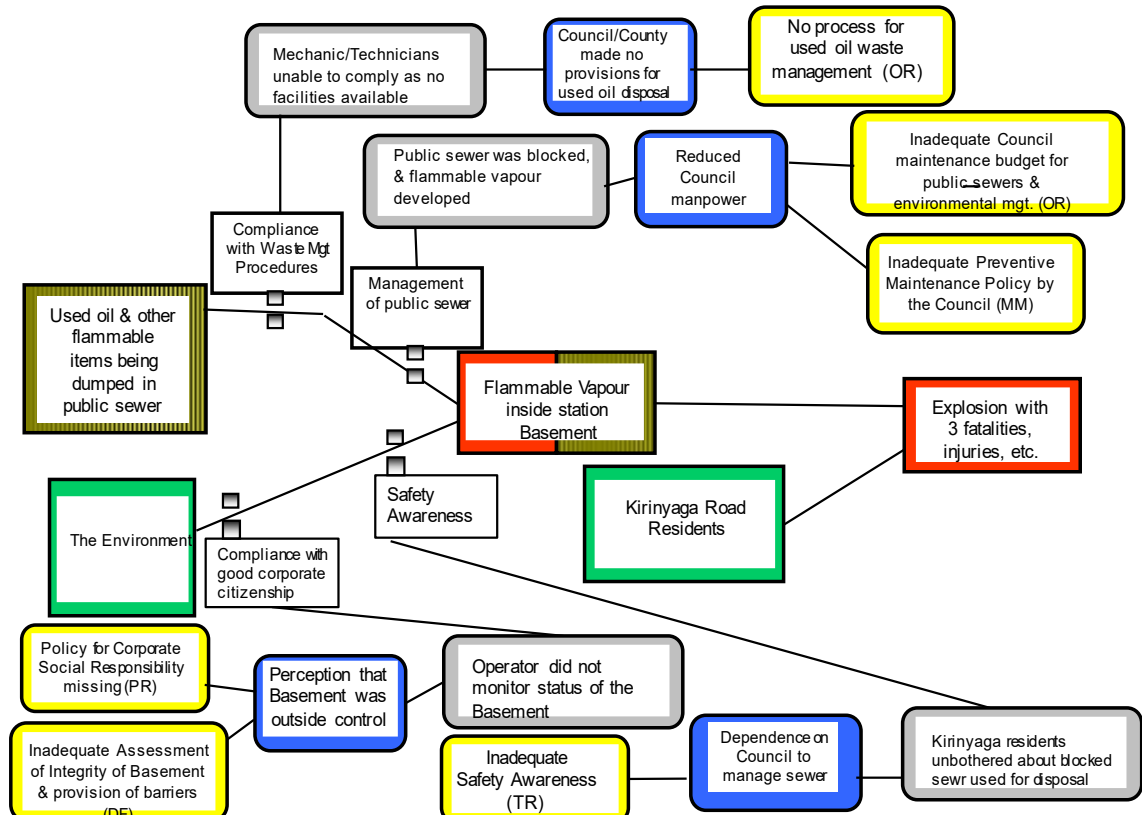 Mechanic/Technicians
unable to comply as no
facilities available
Council/County
made no
provisions for
used oil disposal
No process for
used oil waste
management (OR)
Public sewer was blocked,
& flammable vapour
developed
Reduced
Council
manpower
Inadequate Council
maintenance budget for
public sewers &
environmental mgt. (OR)
Inadequate Preventive
Maintenance Policy by
the Council (MM)
Compliance
with Waste Mgt
Procedures
Management
of public sewer
Used oil & other
flammable
items being
dumped in
public sewer
Flammable Vapour
inside station
Basement
Explosion with
3 fatalities,
injuries, etc.
Kirinyaga Road
Residents
Safety
Awareness
The Environment
Compliance with
good corporate
citizenship
Policy for Corporate
Social Responsibility
missing (PR)
Perception that
Basement was
outside control
Operator did not
monitor status of the
Basement
Inadequate Assessment
of Integrity of Basement
& provision of barriers
(DF)
Inadequate
Safety Awareness
(TR)
Dependence on
Council to
manage sewer
Kirinyaga residents
unbothered about blocked
sewr used for disposal